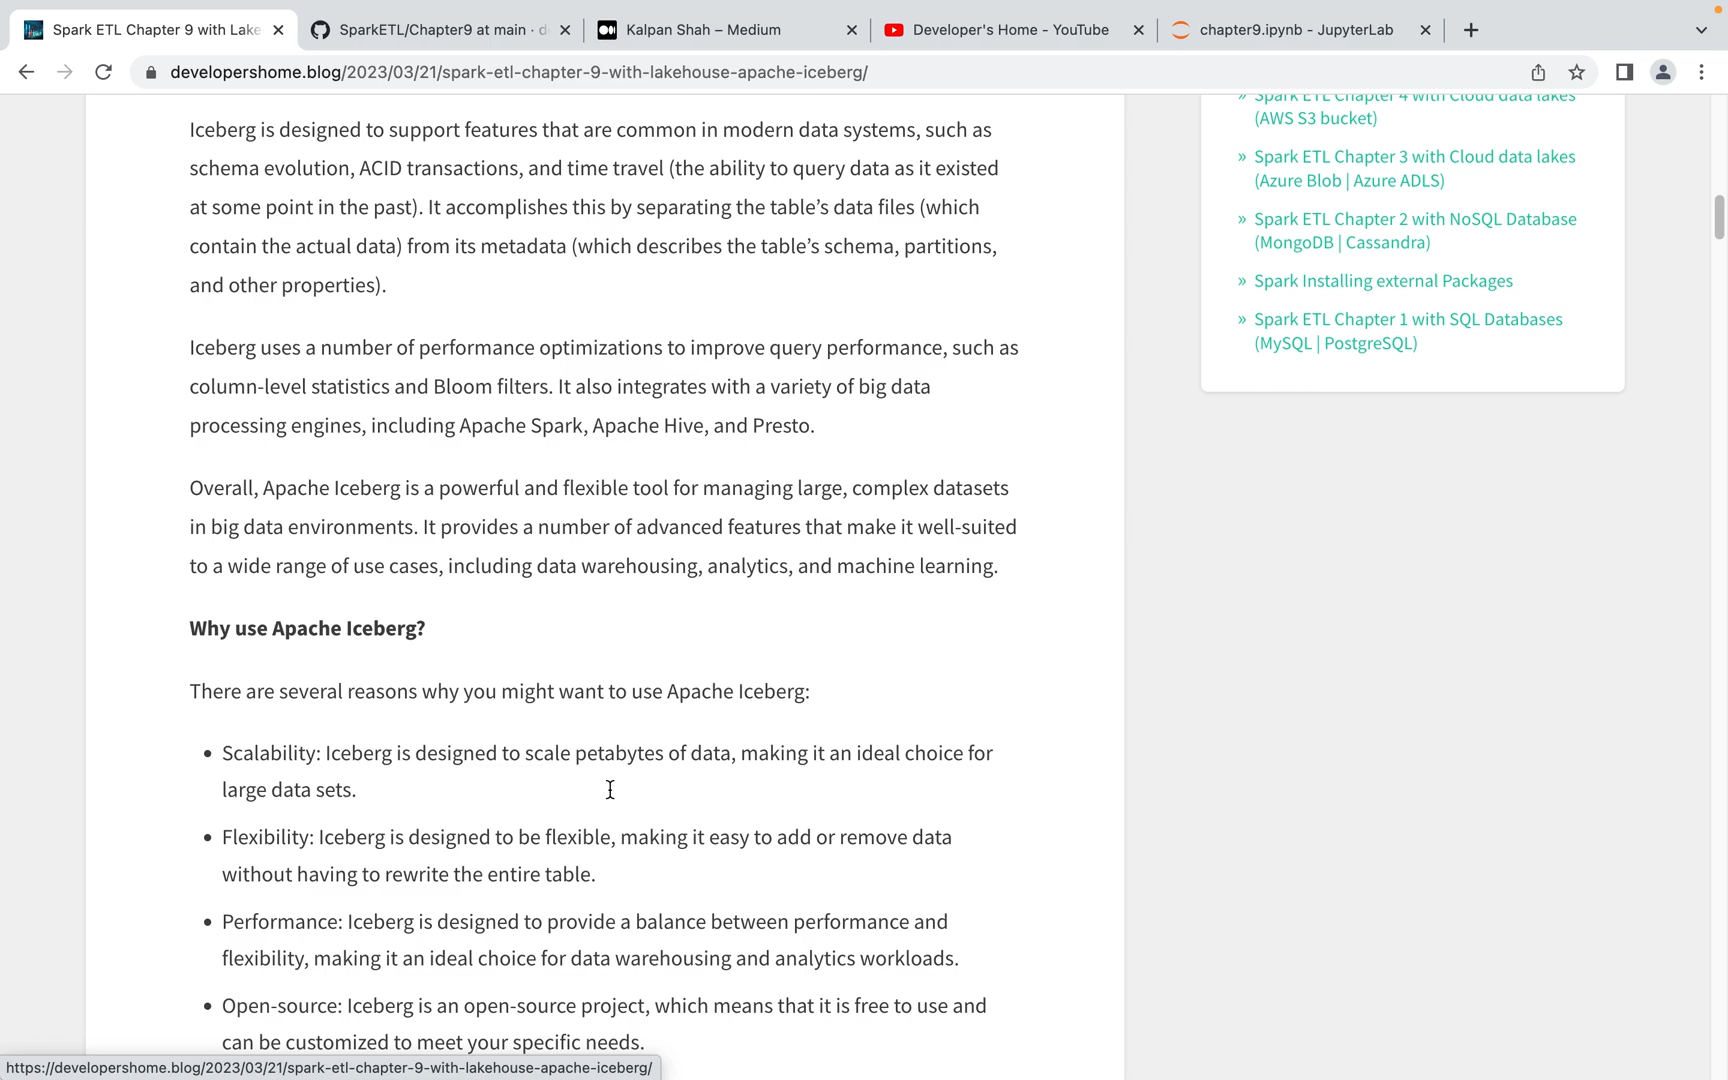 Spark ETL Chapter 9 with Lake
SparkETL/Chapter9 at main · d
Kalpan Shah – Medium
Developer's Home - YouTube
chapter9.ipynb - JupyterLab
developershome.blog/2023/03/21/spark-etl-chapter-9-with-lakehouse-apache-iceberg/
Iceberg is designed to support features that are common in modern data systems, such as
schema evolution, ACID transactions, and time travel (the ability to query data as it existed
at some point in the past). It accomplishes this by separating the table’s data files (which
contain the actual data) from its metadata (which describes the table’s schema, partitions,
and other properties).
Iceberg uses a number of performance optimizations to improve query performance, such as
column-level statistics and Bloom filters. It also integrates with a variety of big data
processing engines, including Apache Spark, Apache Hive, and Presto.
Overall, Apache Iceberg is a powerful and flexible tool for managing large, complex datasets
in big data environments. It provides a number of advanced features that make it well-suited
to a wide range of use cases, including data warehousing, analytics, and machine learning.
Why use Apache Iceberg?
There are several reasons why you might want to use Apache Iceberg:
• Scalability: Iceberg is designed to scale petabytes of data, making it an ideal choice for
large data sets.
• Flexibility: Iceberg is designed to be flexible, making it easy to add or remove data
without having to rewrite the entire table.
• Performance: Iceberg is designed to provide a balance between performance and
flexibility, making it an ideal choice for data warehousing and analytics workloads.
• Open-source: Iceberg is an open-source project, which means that it is free to use and
can be customized to meet your specific needs.
» Spark ETL Chapter 4 with Cloud data lakes
(AWS S3 bucket)
» Spark ETL Chapter 3 with Cloud data lakes
(Azure Blob | Azure ADLS)
» Spark ETL Chapter 2 with NoSQL Database
(MongoDB | Cassandra)
» Spark Installing external Packages
» Spark ETL Chapter 1 with SQL Databases
(MySQL | PostgreSQL)
https://developershome.blog/2023/03/21/spark-etl-chapter-9-with-lakehouse-apache-iceberg/